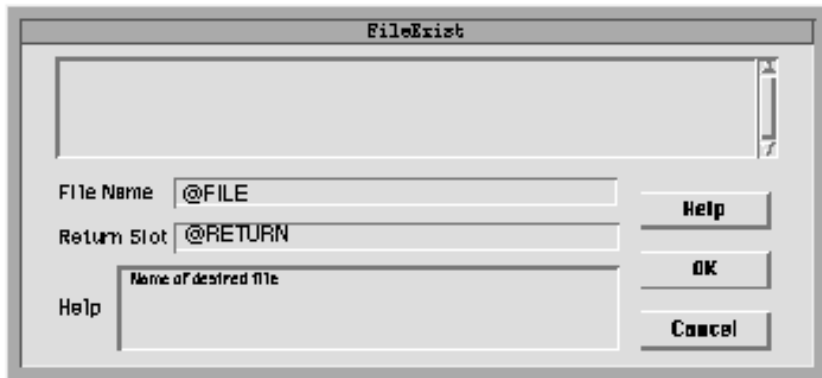 FileExist
File Name @FILE
Help
Return Slot @RETURN
OK
Help Name of desired file
Cancel